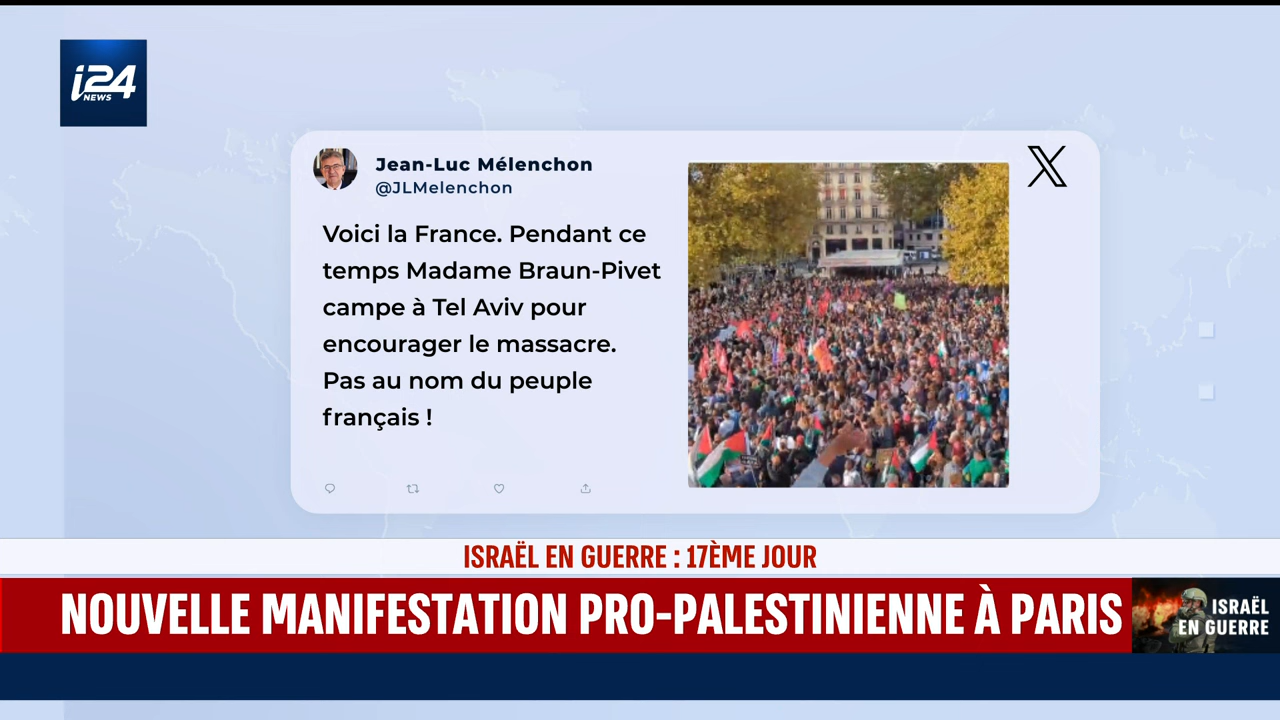 i24
NEWS
Jean-Luc Mélenchon
@JLMelenchon
Voici la France. Pendant ce
temps Madame Braun-Pivet
campe à Tel Aviv pour
encourager le massacre.
Pas au nom du peuple
français !
ISRAËL EN GUERRE : 17ÈME JOUR
NOUVELLE MANIFESTATION PRO-PALESTINIENNE À PARIS
ISRAËL
EN GUERRE